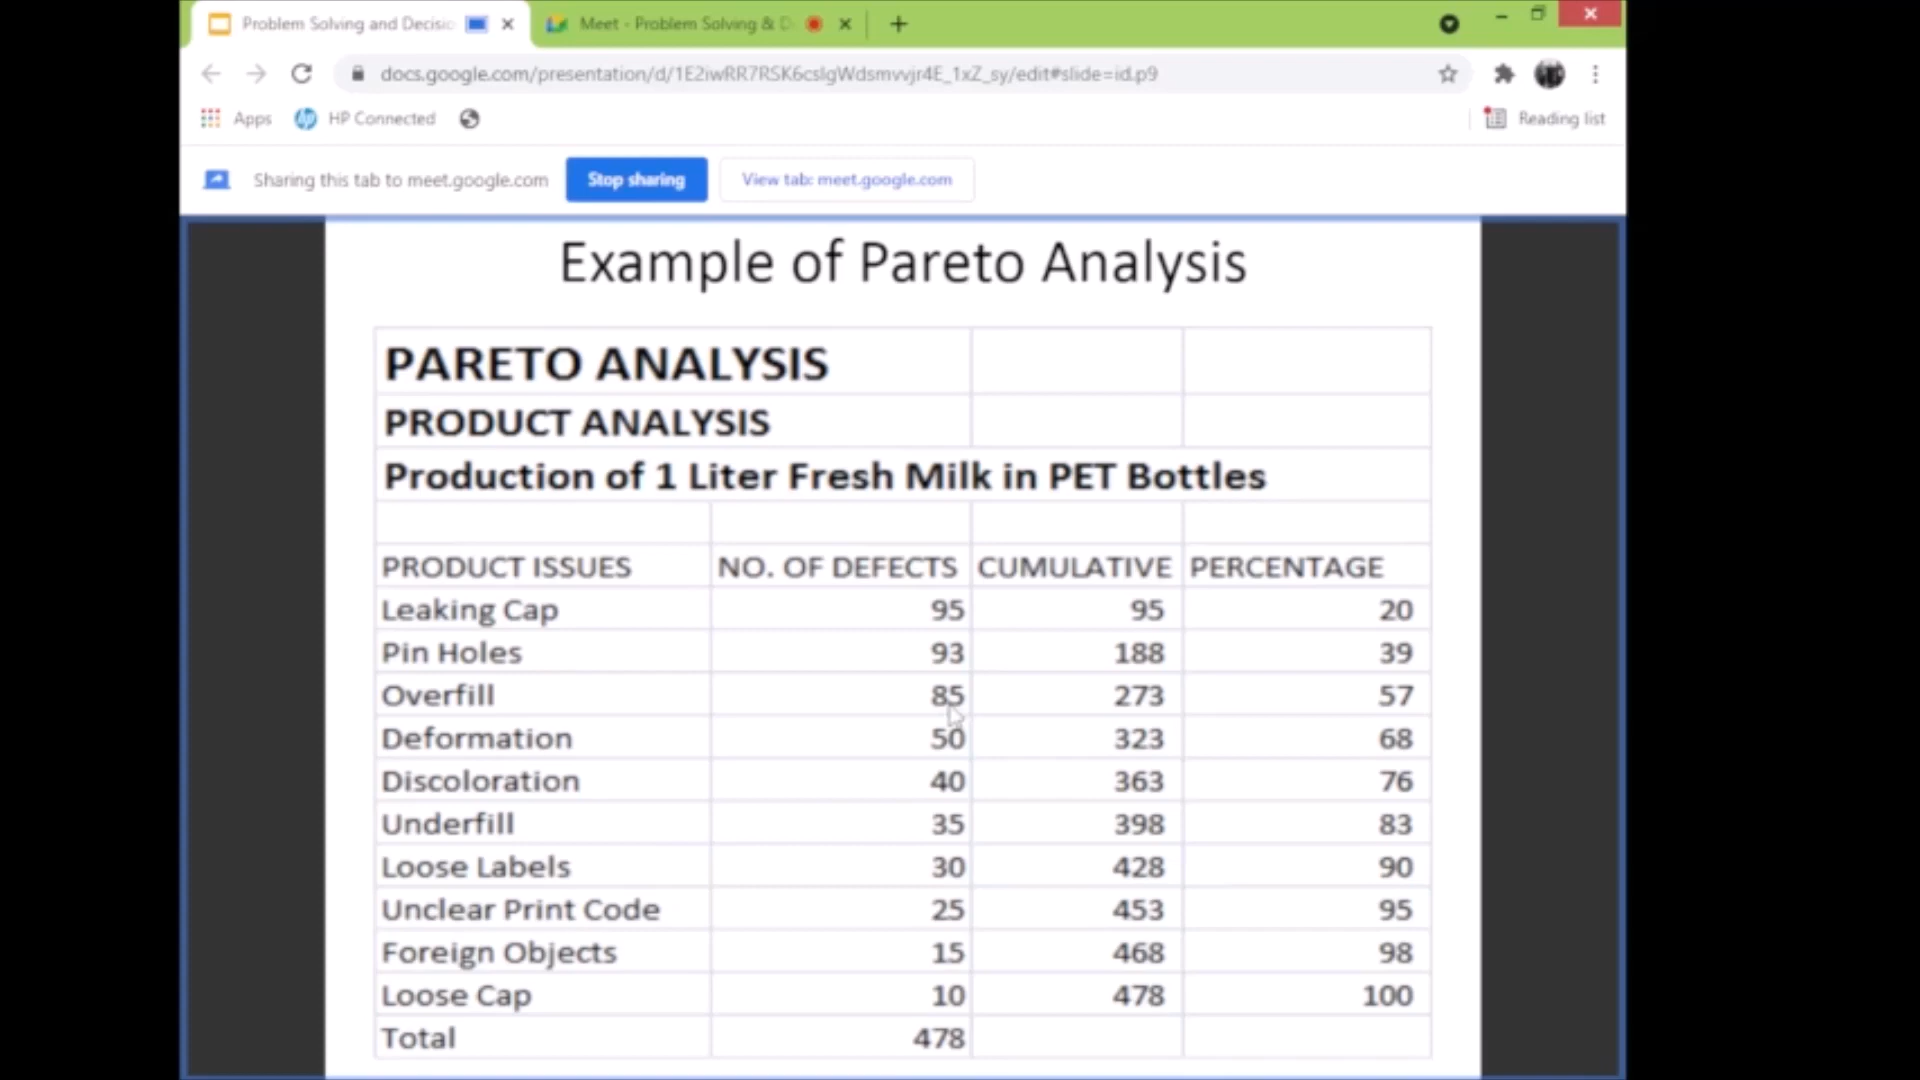 Problem Solving and Decisio
Meet - Problem Solving & D
docs.google.com/presentation/d/1E2iwRR7RSK6cslgWdsmvvjr4E_1xZ_sy/edit#slide=id.p9
Apps HP Connected Reading list
Sharing this tab to meet.google.com Stop sharing View tab: meet.google.com
Example of Pareto Analysis
PARETO ANALYSIS
PRODUCT ANALYSIS
Production of 1 Liter Fresh Milk in PET Bottles
PRODUCT ISSUES NO. OF DEFECTS CUMULATIVE PERCENTAGE
Leaking Cap 95 95 20
Pin Holes 93 188 39
Overfill 85 273 57
Deformation 50 323 68
Discoloration 40 363 76
Underfill 35 398 83
Loose Labels 30 428 90
Unclear Print Code 25 453 95
Foreign Objects 15 468 98
Loose Cap 10 478 100
Total 478